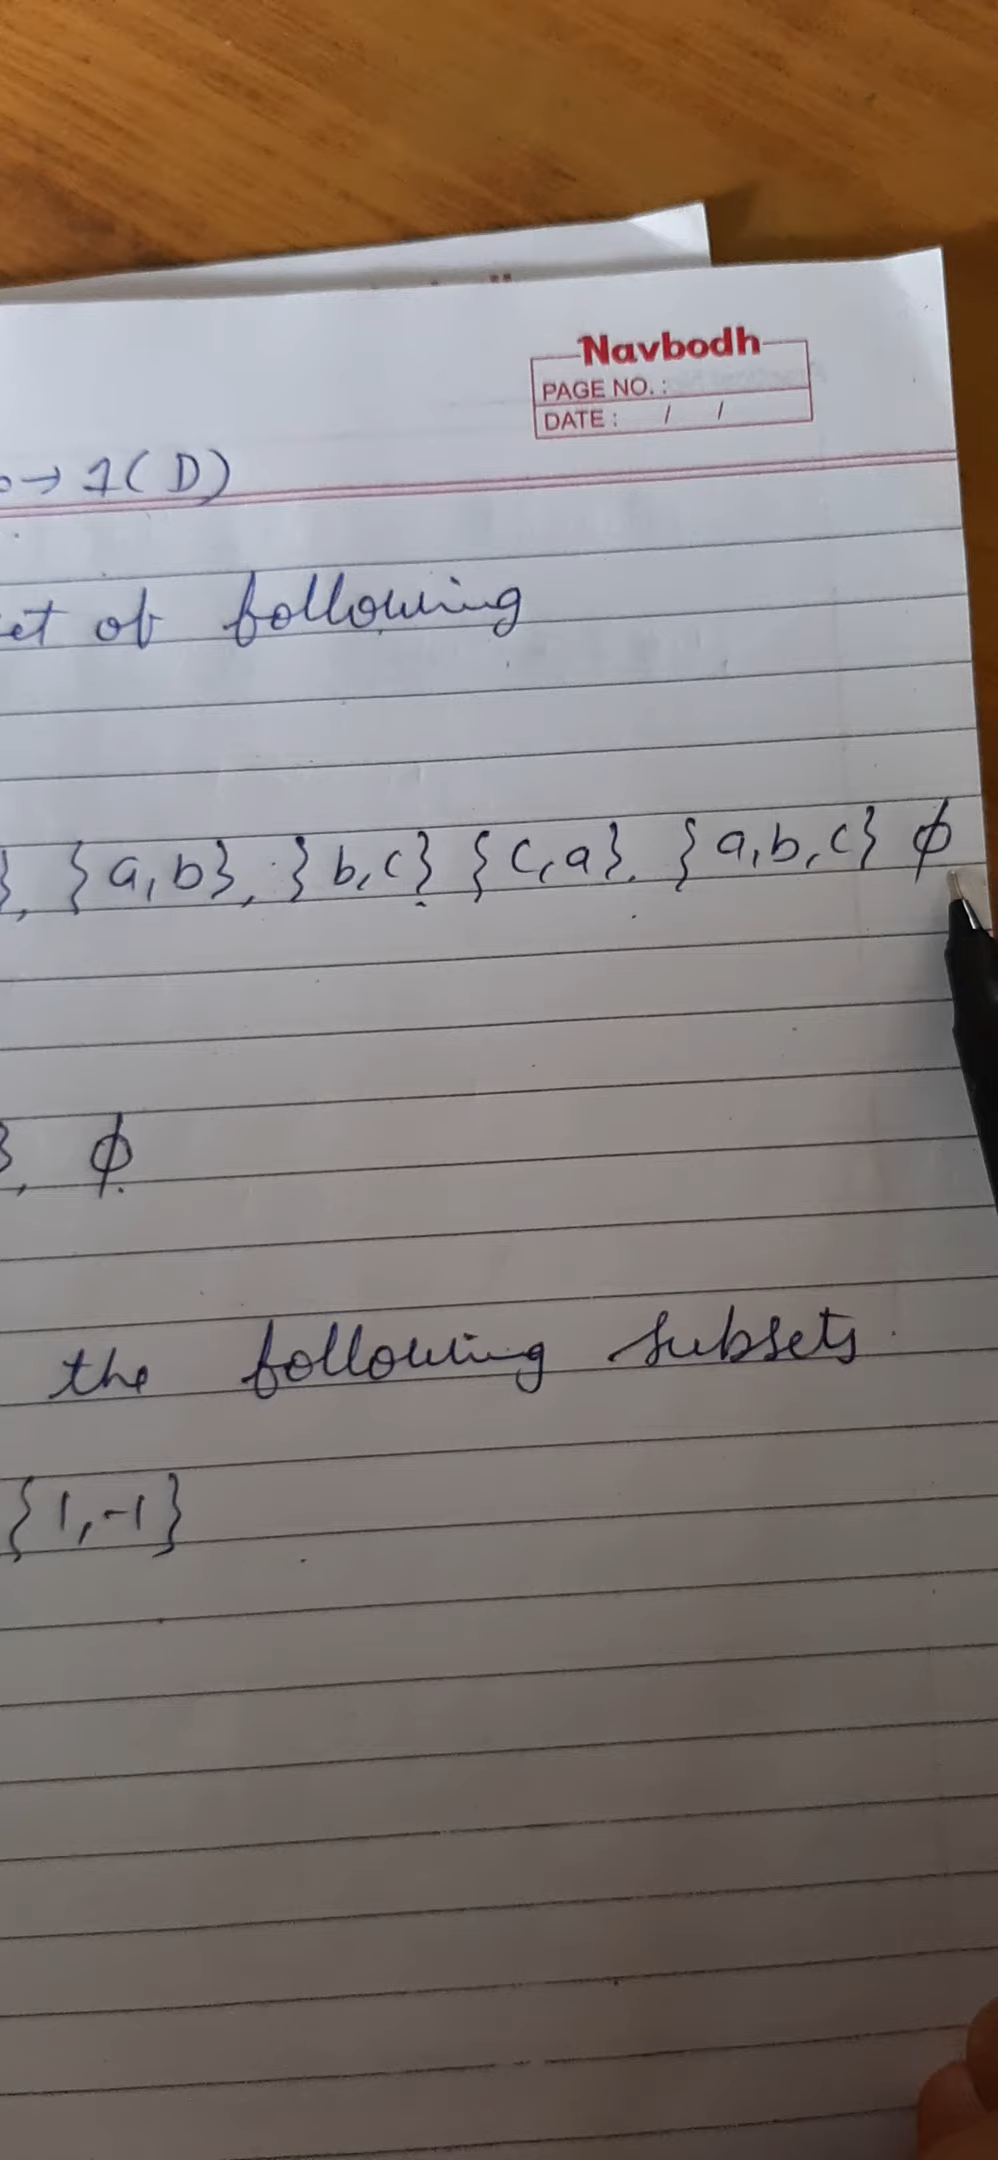 Navbodh
PAGE NO. :
DATE : / /
→ 1(D)
et of following
}, {a,b}, {b,c} {c,a}, {a,b,c} ϕ
}, ϕ.
the following subsets
{1,-1}